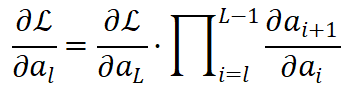 ∂ℒ/∂a_l = ∂ℒ/∂a_L · ∏_{i=l}^{L−1} ∂a_{i+1}/∂a_i